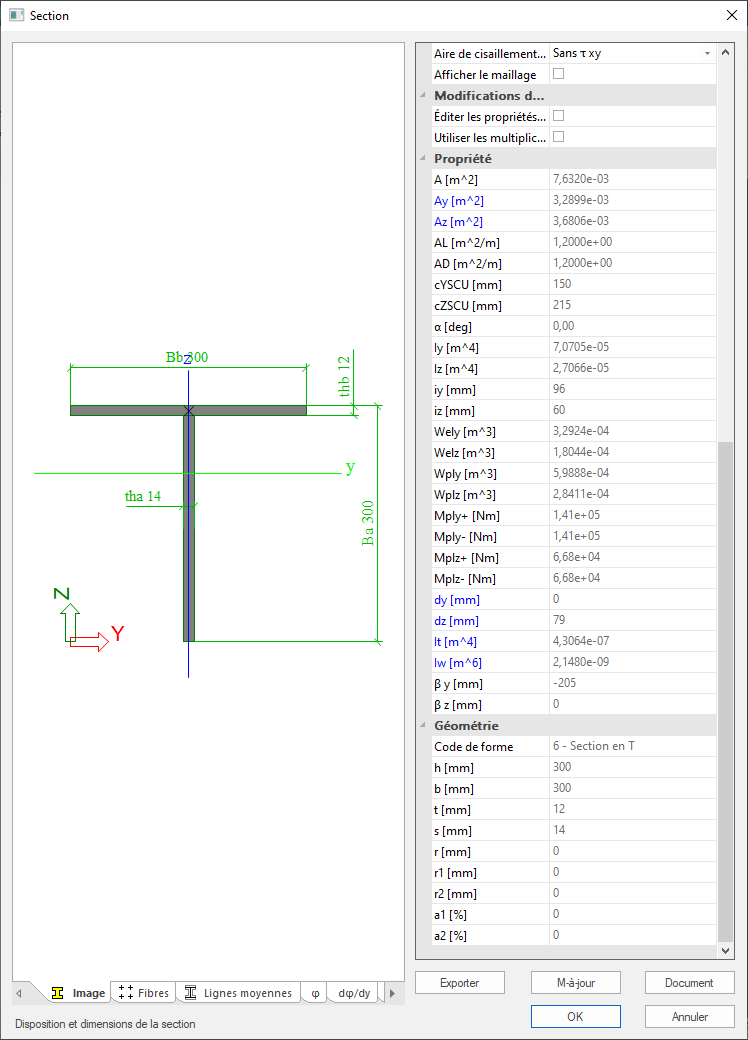 Section
Bb 300
z
thb 12
y
tha 14
Ba 300
Z
Y
Aire de cisaillement... Sans τ xy
Afficher le maillage
Modifications d...
Éditer les propriétés...
Utiliser les multiplic...
Propriété
A [m^2] 7,6320e-03
Ay [m^2] 3,2899e-03
Az [m^2] 3,6806e-03
AL [m^2/m] 1,2000e+00
AD [m^2/m] 1,2000e+00
cYSCU [mm] 150
cZSCU [mm] 215
α [deg] 0,00
Iy [m^4] 7,0705e-05
Iz [m^4] 2,7066e-05
iy [mm] 96
iz [mm] 60
Wely [m^3] 3,2924e-04
Welz [m^3] 1,8044e-04
Wply [m^3] 5,9888e-04
Wplz [m^3] 2,8411e-04
Mply+ [Nm] 1,41e+05
Mply- [Nm] 1,41e+05
Mplz+ [Nm] 6,68e+04
Mplz- [Nm] 6,68e+04
dy [mm] 0
dz [mm] 79
It [m^4] 4,3064e-07
Iw [m^6] 2,1480e-09
β y [mm] -205
β z [mm] 0
Géométrie
Code de forme 6 - Section en T
h [mm] 300
b [mm] 300
t [mm] 12
s [mm] 14
r [mm] 0
r1 [mm] 0
r2 [mm] 0
a1 [%] 0
a2 [%] 0
Image Fibres Lignes moyennes φ dφ/dy
Exporter M-à-jour Document
Disposition et dimensions de la section
OK Annuler